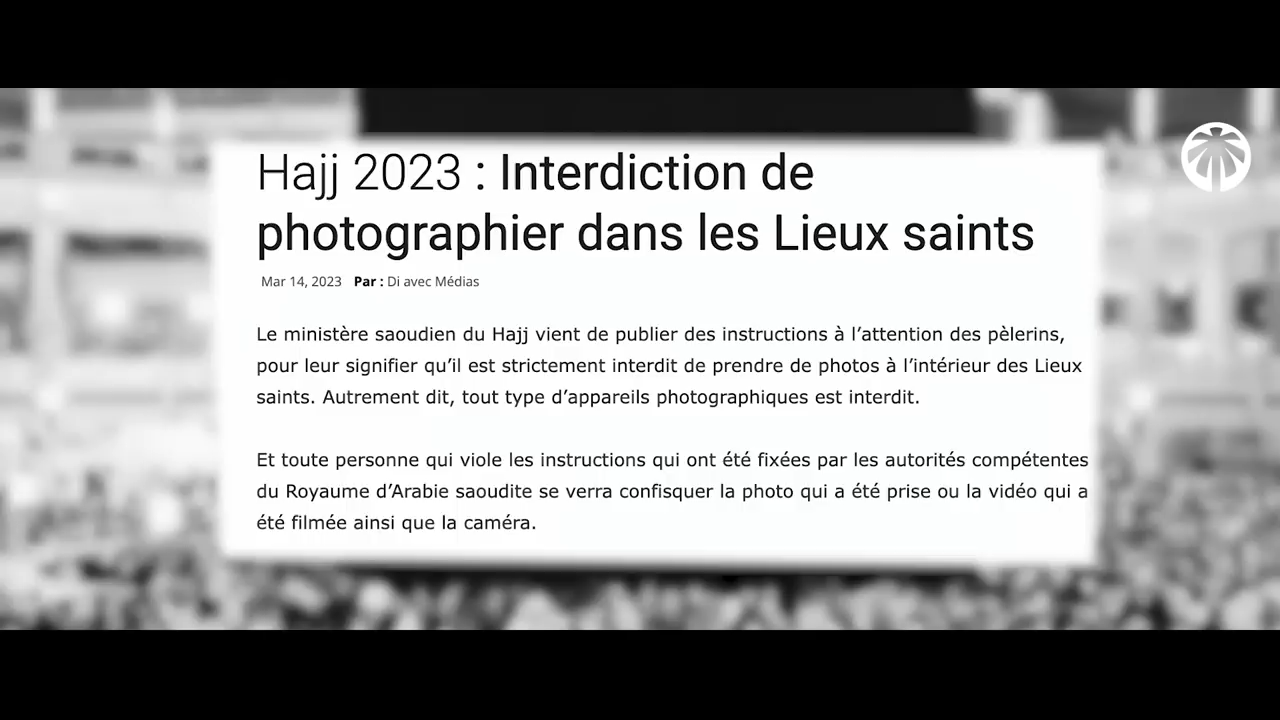 Hajj 2023 : Interdiction de
photographier dans les Lieux saints
Mar 14, 2023 Par : Di avec Médias
Le ministère saoudien du Hajj vient de publier des instructions à l’attention des pèlerins,
pour leur signifier qu’il est strictement interdit de prendre de photos à l’intérieur des Lieux
saints. Autrement dit, tout type d’appareils photographiques est interdit.
Et toute personne qui viole les instructions qui ont été fixées par les autorités compétentes
du Royaume d’Arabie saoudite se verra confisquer la photo qui a été prise ou la vidéo qui a
été filmée ainsi que la caméra.